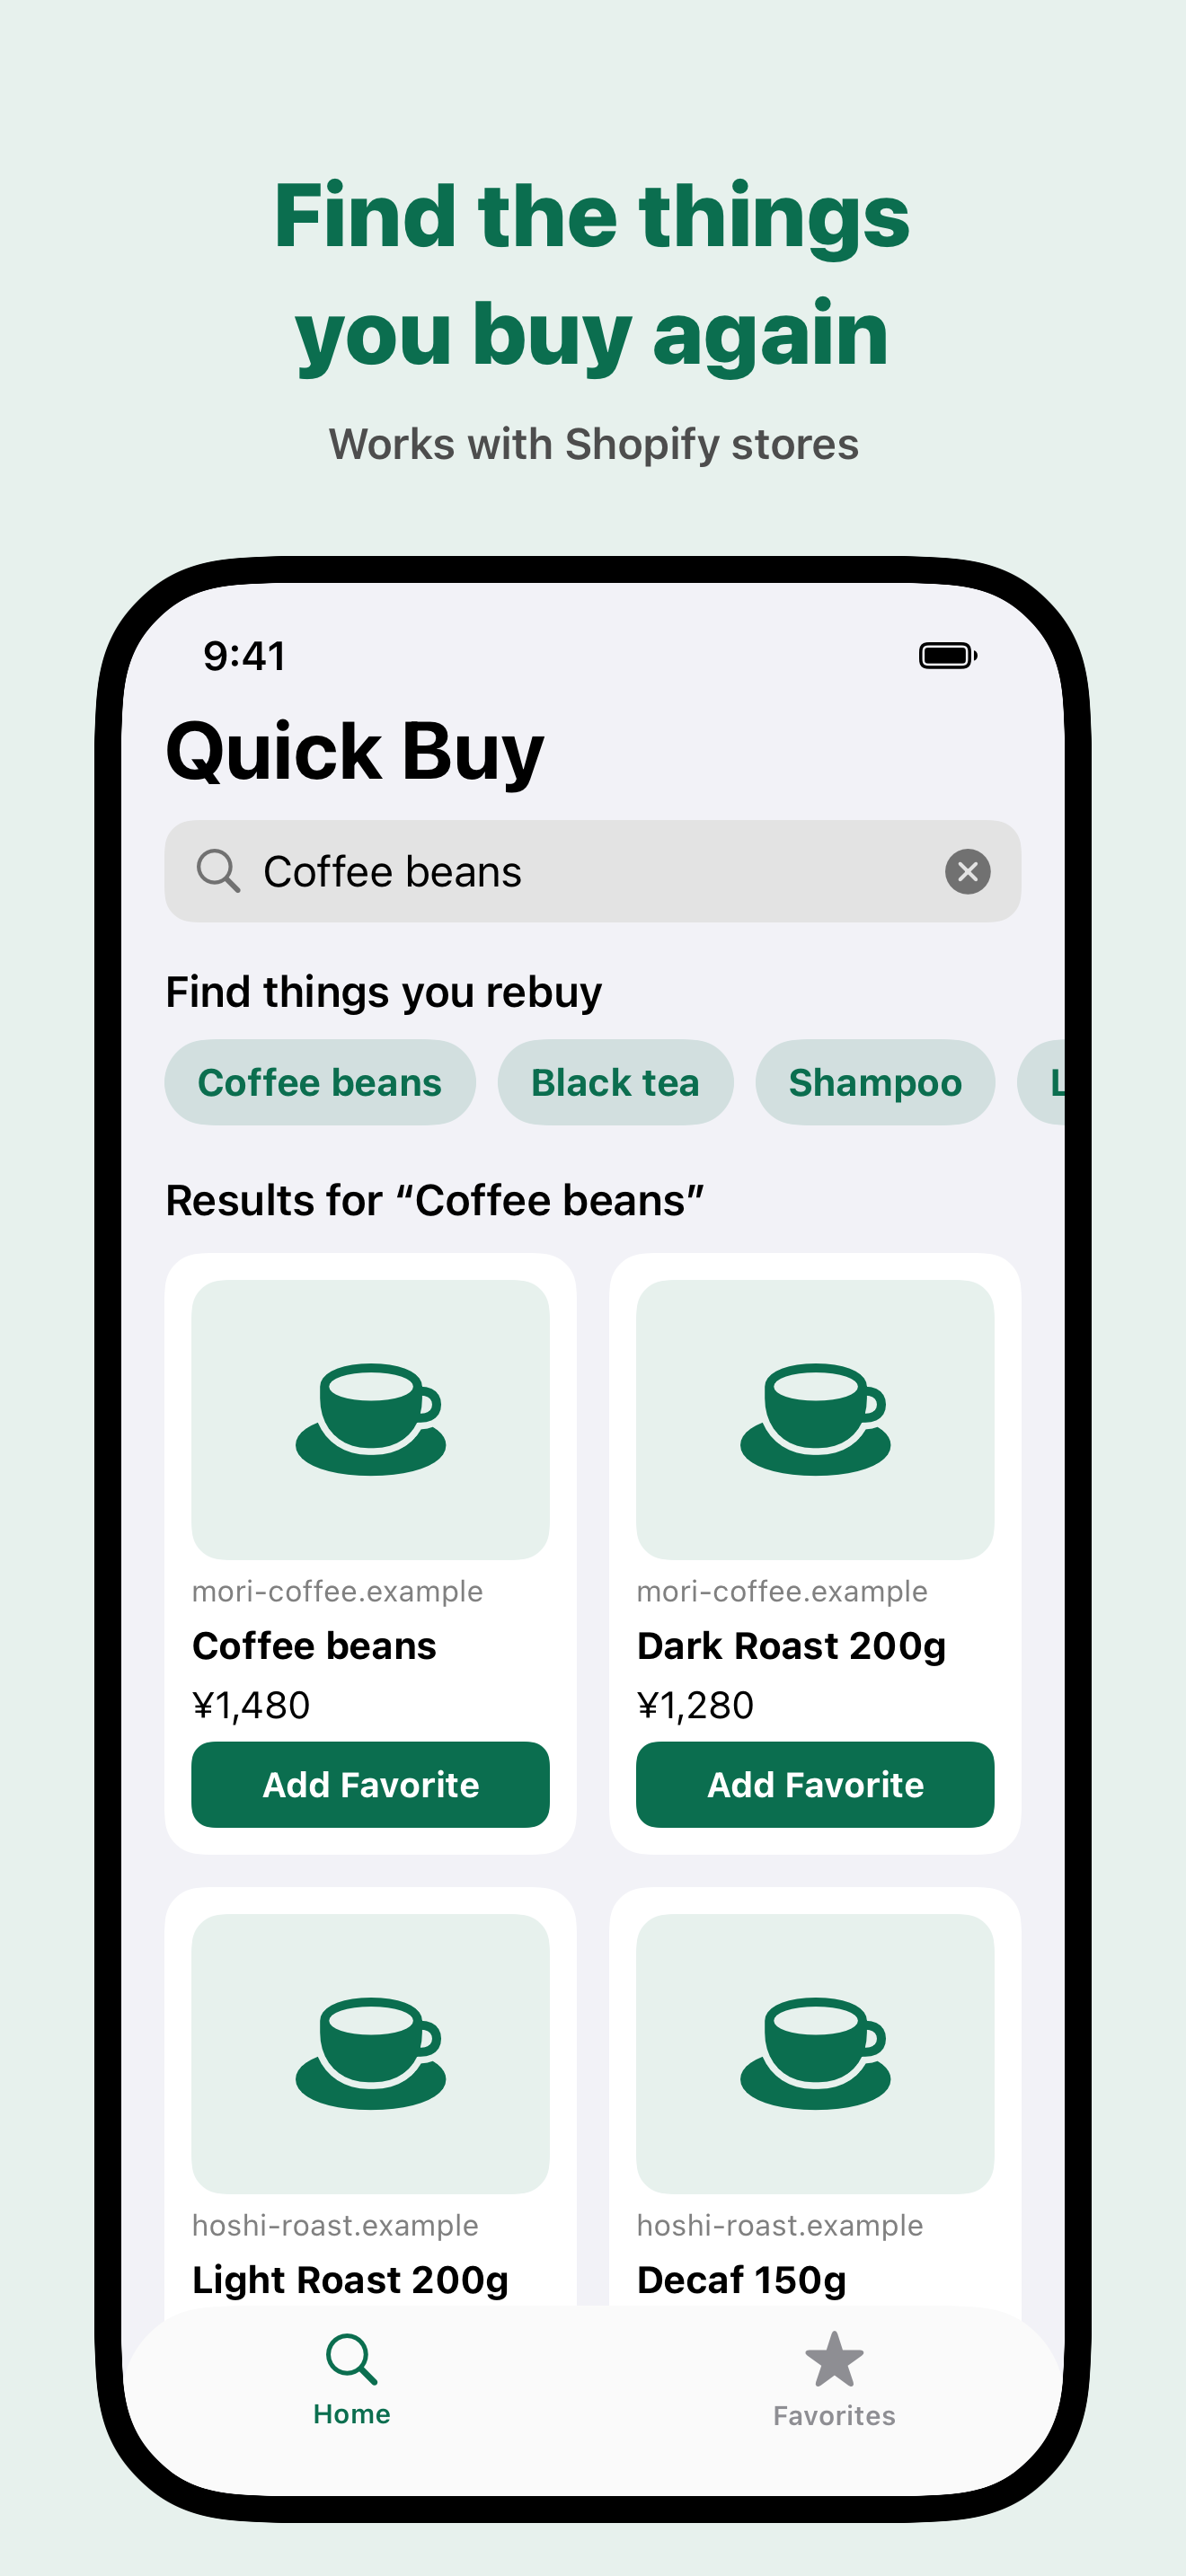 Find the things
you buy again
Works with Shopify stores
9:41
Quick Buy
Coffee beans
Find things you rebuy
Coffee beans Black tea Shampoo L
Results for “Coffee beans”
mori-coffee.example mori-coffee.example
Coffee beans Dark Roast 200g
¥1,480 ¥1,280
Add Favorite Add Favorite
hoshi-roast.example hoshi-roast.example
Light Roast 200g Decaf 150g
Home Favorites